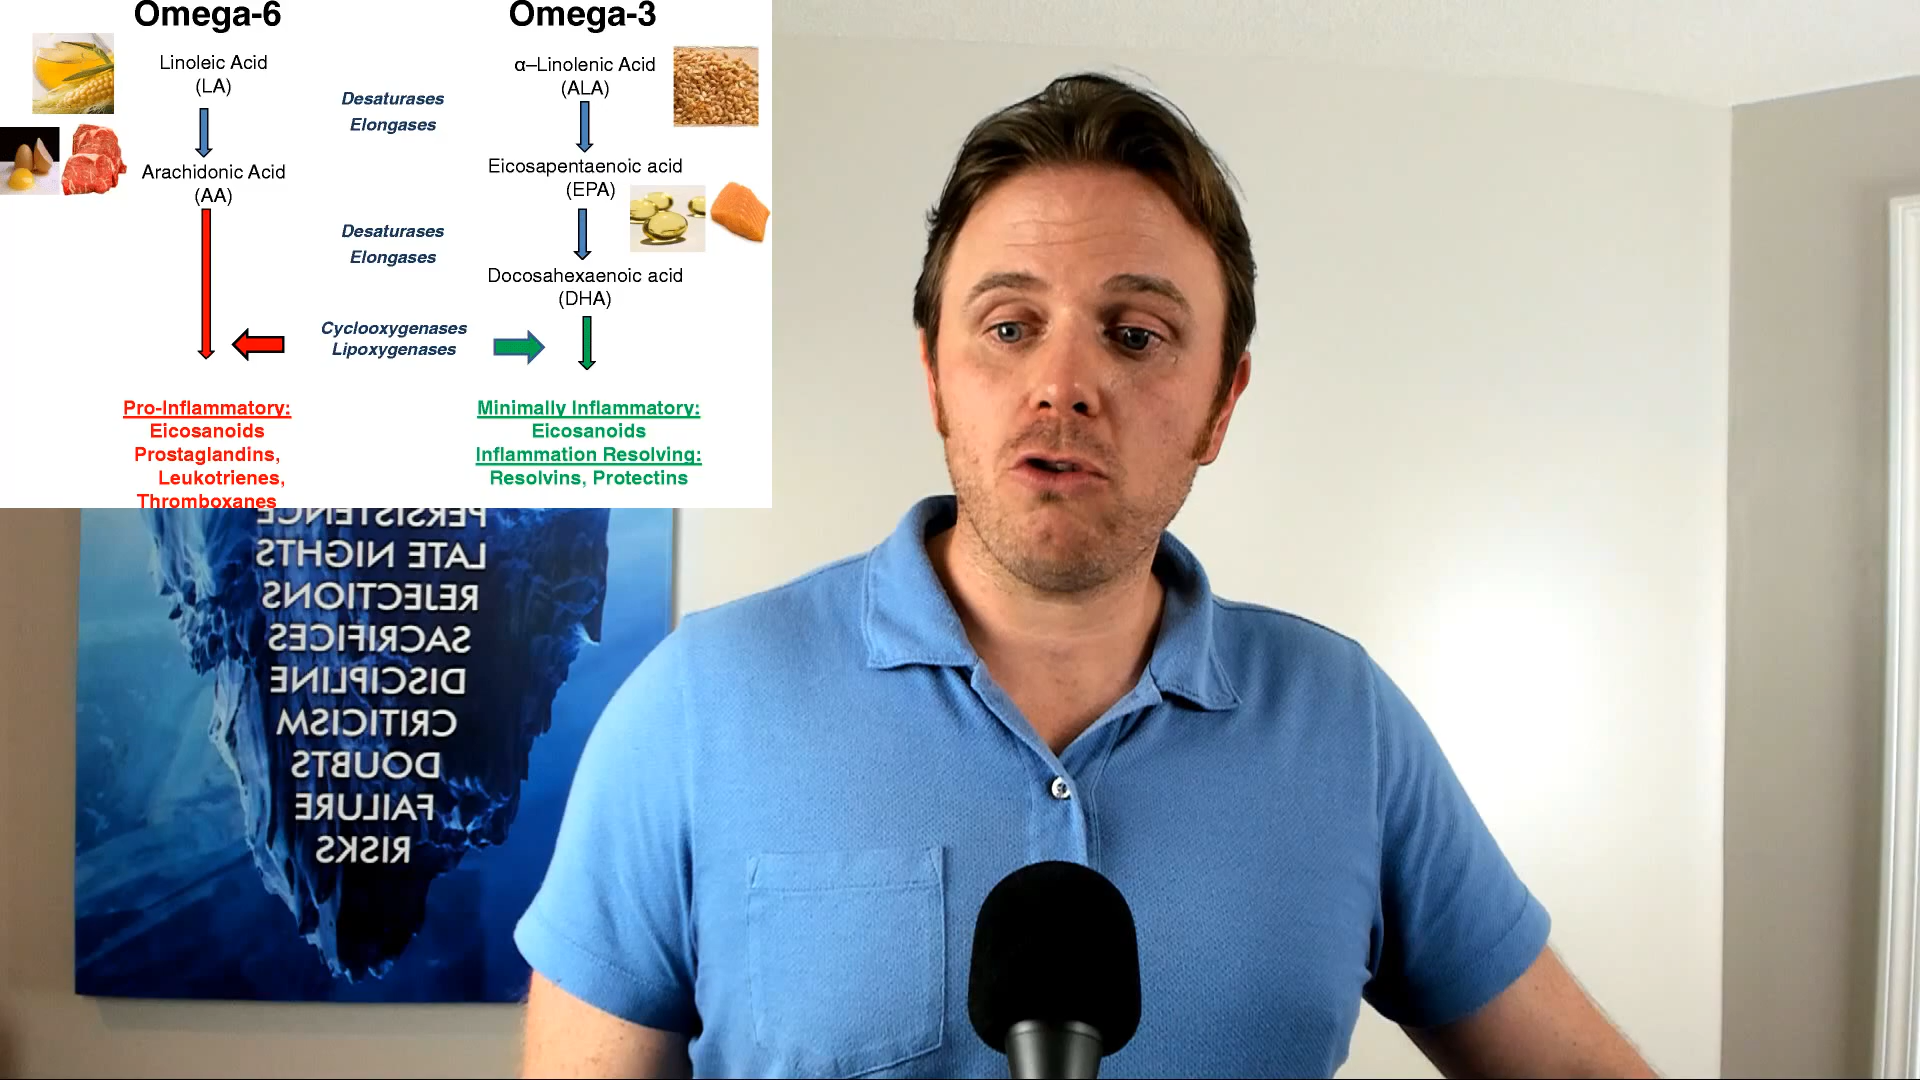 Omega-6
Omega-3
Linoleic Acid
(LA)
α–Linolenic Acid
(ALA)
Desaturases
Elongases
Arachidonic Acid
(AA)
Eicosapentaenoic acid
(EPA)
Desaturases
Elongases
Docosahexaenoic acid
(DHA)
Cyclooxygenases
Lipoxygenases
Pro-Inflammatory:
Eicosanoids
Prostaglandins,
Leukotrienes,
Thromboxanes
Minimally Inflammatory:
Eicosanoids
Inflammation Resolving:
Resolvins, Protectins
PERSISTENCE
LATE NIGHTS
REJECTIONS
SACRIFICES
DISCIPLINE
CRITICISM
DOUBTS
FAILURE
RISKS